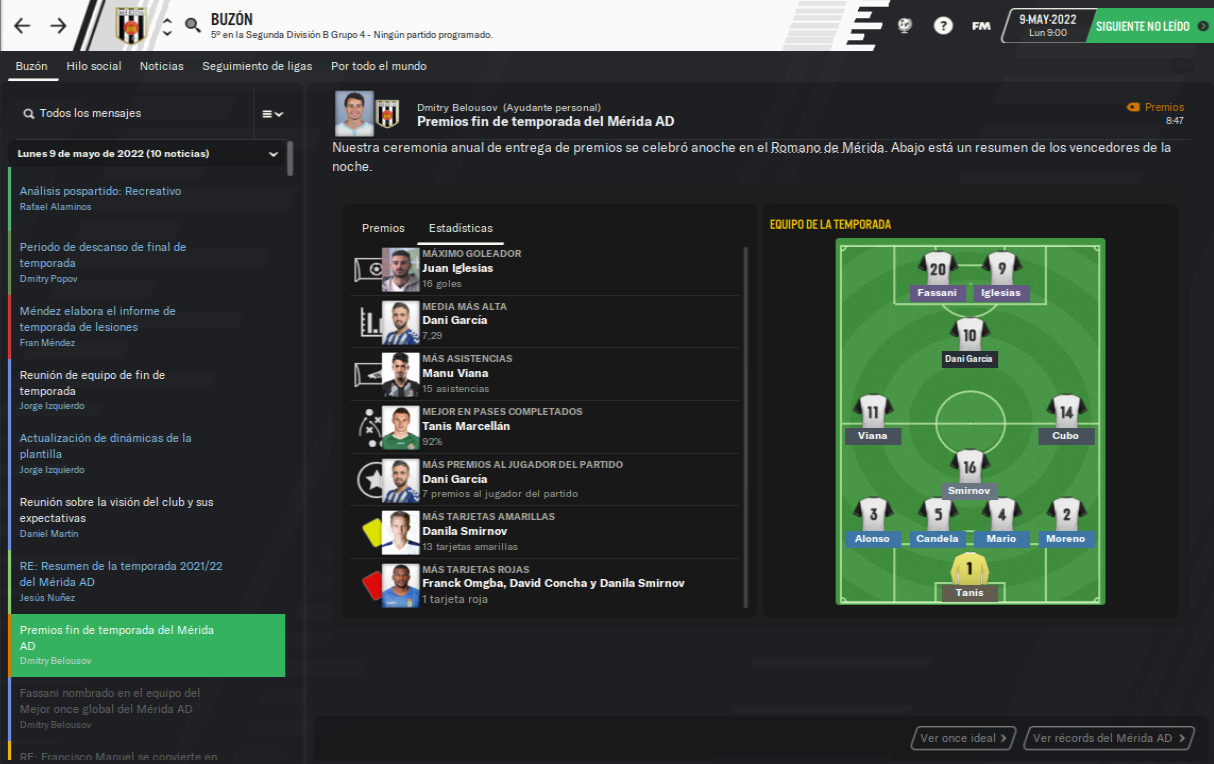 BUZÓN
5º en la Segunda División B Grupo 4 - Ningún partido programado.
FM
9-MAY-2022
Lun 9:00
SIGUIENTE NO LEÍDO
Buzón
Hilo social
Noticias
Seguimiento de ligas
Por todo el mundo
Todos los mensajes
Lunes 9 de mayo de 2022 (10 noticias)
Análisis pospartido: Recreativo
Rafael Alaminos
Periodo de descanso de final de
temporada
Dmitry Popov
Méndez elabora el informe de
temporada de lesiones
Fran Méndez
Reunión de equipo de fin de
temporada
Jorge Izquierdo
Actualización de dinámicas de la
plantilla
Jorge Izquierdo
Reunión sobre la visión del club y sus
expectativas
Daniel Martín
RE: Resumen de la temporada 2021/22
del Mérida AD
Jesús Nuñez
Premios fin de temporada del Mérida
AD
Dmitry Belousov
Fassani nombrado en el equipo del
Mejor once global del Mérida AD
Dmitry Belousov
RE: Francisco Manuel se convierte en
Dmitry Belousov (Ayudante personal)
Premios fin de temporada del Mérida AD
Premios
8:47
Nuestra ceremonia anual de entrega de premios se celebró anoche en el Romano de Mérida. Abajo está un resumen de los vencedores de la
noche.
Premios
Estadísticas
MÁXIMO GOLEADOR
Juan Iglesias
16 goles
MEDIA MÁS ALTA
Dani García
7,29
MÁS ASISTENCIAS
Manu Viana
15 asistencias
MEJOR EN PASES COMPLETADOS
Tanis Marcellán
92%
MÁS PREMIOS AL JUGADOR DEL PARTIDO
Dani García
7 premios al jugador del partido
MÁS TARJETAS AMARILLAS
Danila Smirnov
13 tarjetas amarillas
MÁS TARJETAS ROJAS
Franck Omgba, David Concha y Danila Smirnov
1 tarjeta roja
EQUIPO DE LA TEMPORADA
20
Fassani
9
Iglesias
10
Dani García
11
Viana
14
Cubo
16
Smirnov
3
Alonso
5
Candela
4
Mario
2
Moreno
1
Tanis
Ver once ideal
Ver récords del Mérida AD